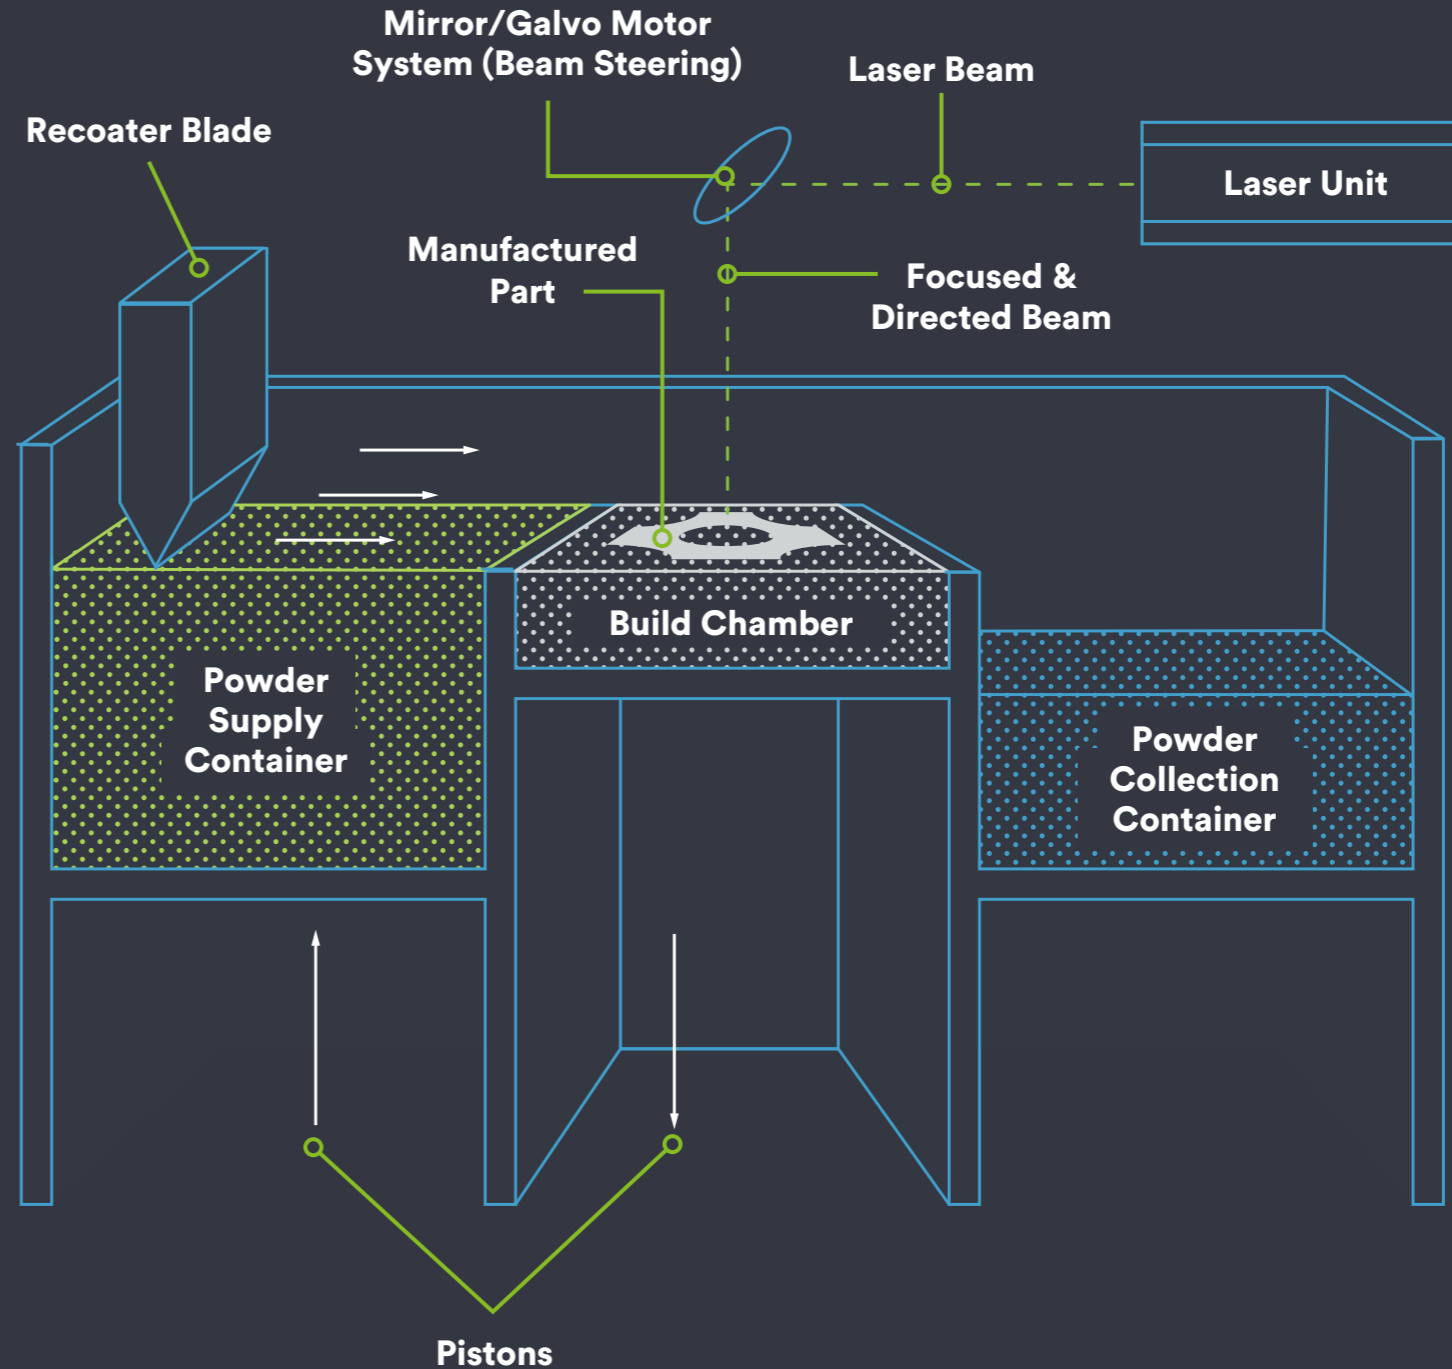 Mirror/Galvo Motor
System (Beam Steering)
Laser Beam
Recoater Blade
Laser Unit
Manufactured
Part
Focused &
Directed Beam
Build Chamber
Powder
Supply
Container
Powder
Collection
Container
Pistons